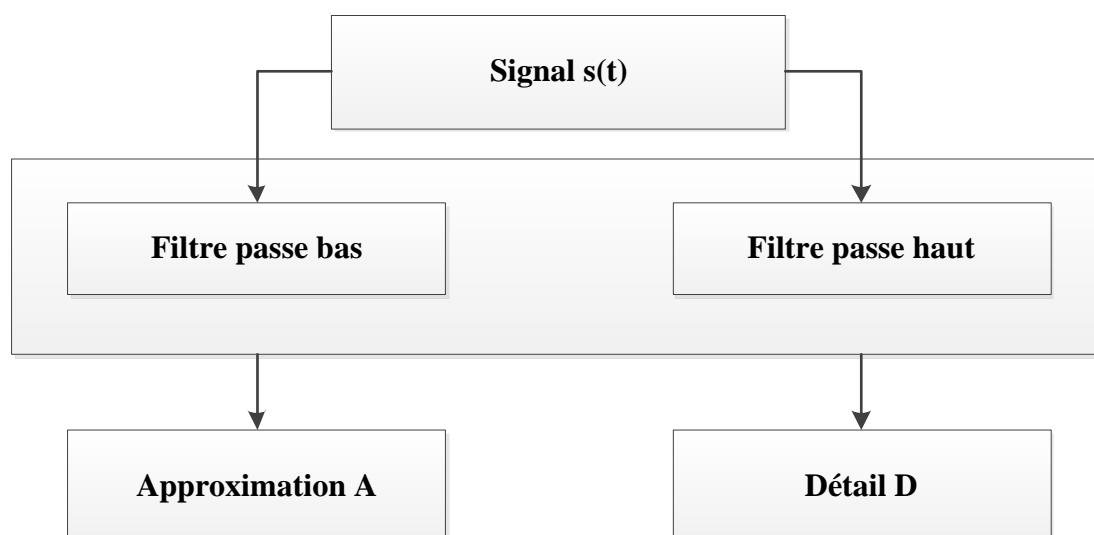 Signal s(t)
Filtre passe bas
Filtre passe haut
Approximation A
Détail D